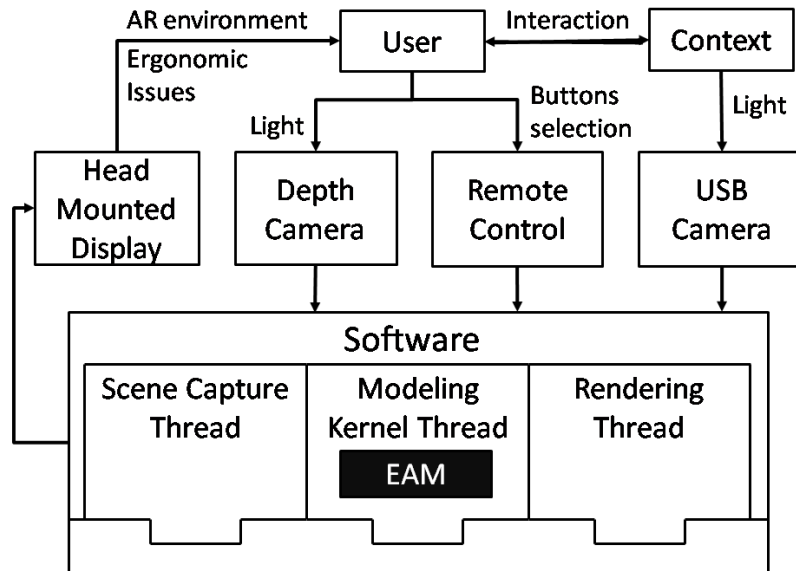 AR environment
Ergonomic
Issues
User
Interaction
Context
Light
Buttons
selection
Light
Head
Mounted
Display
Depth
Camera
Remote
Control
USB
Camera
Software
Scene Capture
Thread
Modeling
Kernel Thread
EAM
Rendering
Thread